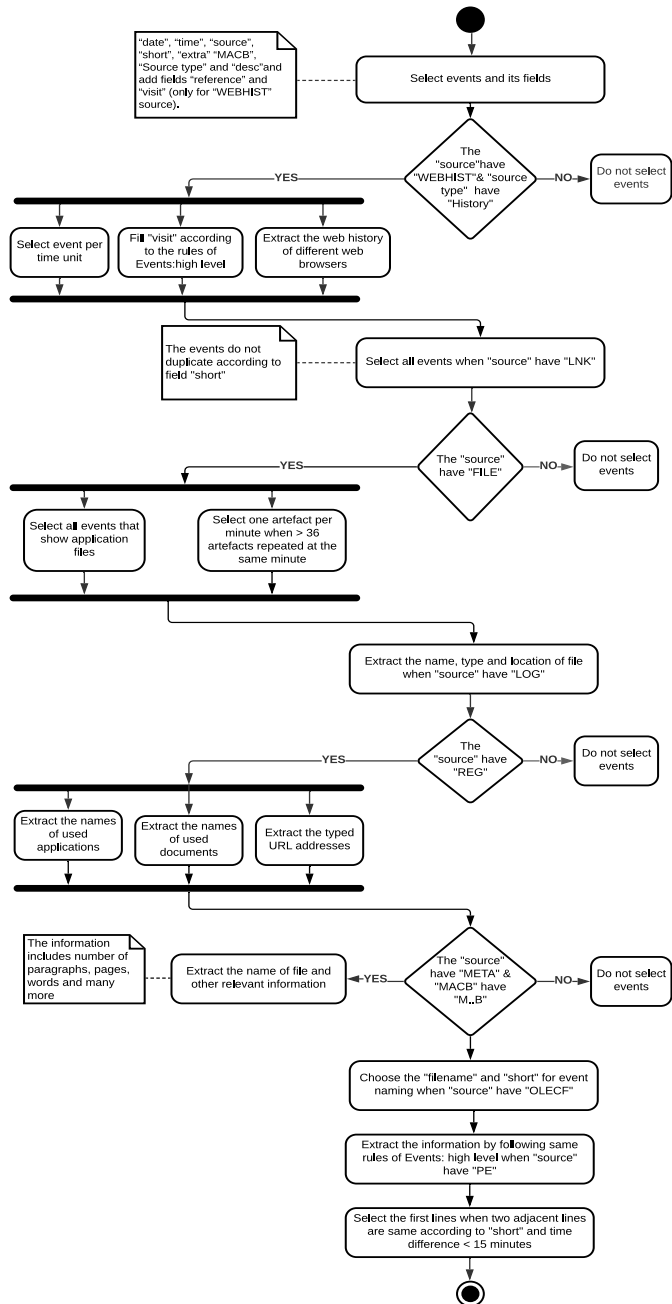 "date", "time", "source",
"short", "extra" "MACB",
"Source type" and "desc"and
add fields "reference" and
"visit" (only for "WEBHIST"
source).
Select events and its fields
The
"source"have
"WEBHIST"& "source
type" have
"History"
YES
NO
Do not select
events
Select event per
time unit
Fill "visit" according
to the rules of
Events:high level
Extract the web history
of different web
browsers
The events do not
duplicate according to
field "short"
Select all events when "source" have "LNK"
The "source"
have "FILE"
YES
NO
Do not select
events
Select all events that
show application
files
Select one artefact per
minute when > 36
artefacts repeated at the
same minute
Extract the name, type and location of file
when "source" have "LOG"
The
"source" have
"REG"
YES
NO
Do not select
events
Extract the names
of used
applications
Extract the names
of used
documents
Extract the typed
URL addresses
The information
includes number of
paragraphs, pages,
words and many
more
Extract the name of file and
other relevant information
YES
The "source"
have "META" &
"MACB" have
"M..B"
NO
Do not select
events
Choose the "filename" and "short" for event
naming when "source" have "OLECF"
Extract the information by following same
rules of Events: high level when "source"
have "PE"
Select the first lines when two adjacent lines
are same according to "short" and time
difference < 15 minutes